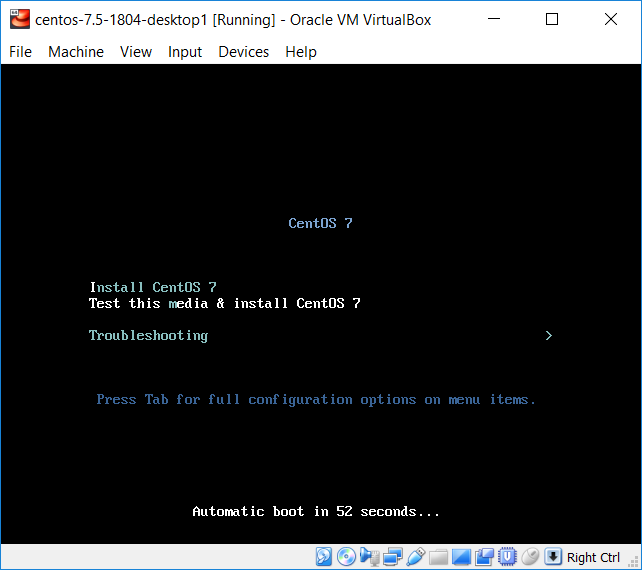 centos-7.5-1804-desktop1 [Running] - Oracle VM VirtualBox
File Machine View Input Devices Help
CentOS 7
Install CentOS 7
Test this media & install CentOS 7
Troubleshooting >
Press Tab for full configuration options on menu items.
Automatic boot in 52 seconds...
Right Ctrl